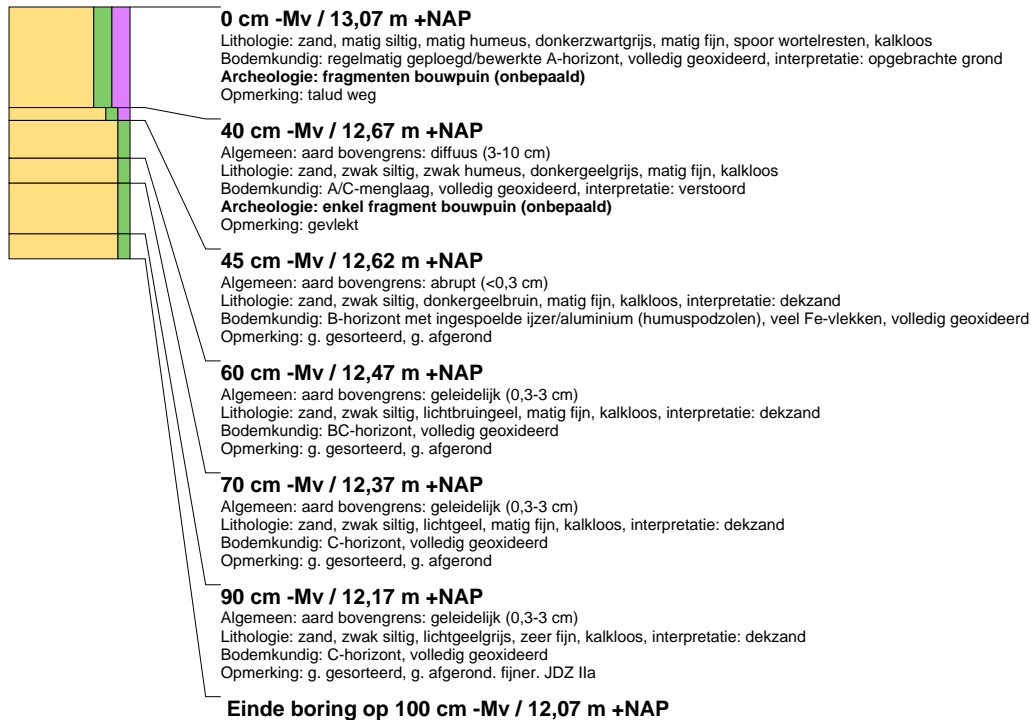 0 cm -Mv / 13,07 m +NAP
Lithologie: zand, matig siltig, matig humeus, donkerzwartgrijs, matig fijn, spoor wortelresten, kalkloos
Bodemkundig: regelmatig geploegd/bewerkte A-horizont, volledig geoxideerd, interpretatie: opgebrachte grond
Archeologie: fragmenten bouwpuin (onbepaald)
Opmerking: talud weg
40 cm -Mv / 12,67 m +NAP
Algemeen: aard bovengrens: diffuus (3-10 cm)
Lithologie: zand, zwak siltig, zwak humeus, donkergeelgrijs, matig fijn, kalkloos
Bodemkundig: A/C-menglaag, volledig geoxideerd, interpretatie: verstoord
Archeologie: enkel fragment bouwpuin (onbepaald)
Opmerking: gevlekt
45 cm -Mv / 12,62 m +NAP
Algemeen: aard bovengrens: abrupt (<0,3 cm)
Lithologie: zand, zwak siltig, donkergeelbruin, matig fijn, kalkloos, interpretatie: dekzand
Bodemkundig: B-horizont met ingespoelde ijzer/aluminium (humuspodzolen), veel Fe-vlekken, volledig geoxideerd
Opmerking: g. gesorteerd, g. afgerond
60 cm -Mv / 12,47 m +NAP
Algemeen: aard bovengrens: geleidelijk (0,3-3 cm)
Lithologie: zand, zwak siltig, lichtbruingeel, matig fijn, kalkloos, interpretatie: dekzand
Bodemkundig: BC-horizont, volledig geoxideerd
Opmerking: g. gesorteerd, g. afgerond
70 cm -Mv / 12,37 m +NAP
Algemeen: aard bovengrens: geleidelijk (0,3-3 cm)
Lithologie: zand, zwak siltig, lichtgeel, matig fijn, kalkloos, interpretatie: dekzand
Bodemkundig: C-horizont, volledig geoxideerd
Opmerking: g. gesorteerd, g. afgerond
90 cm -Mv / 12,17 m +NAP
Algemeen: aard bovengrens: geleidelijk (0,3-3 cm)
Lithologie: zand, zwak siltig, lichtgeelgrijs, zeer fijn, kalkloos, interpretatie: dekzand
Bodemkundig: C-horizont, volledig geoxideerd
Opmerking: g. gesorteerd, g. afgerond. fijner. JDZ IIa
Einde boring op 100 cm -Mv / 12,07 m +NAP